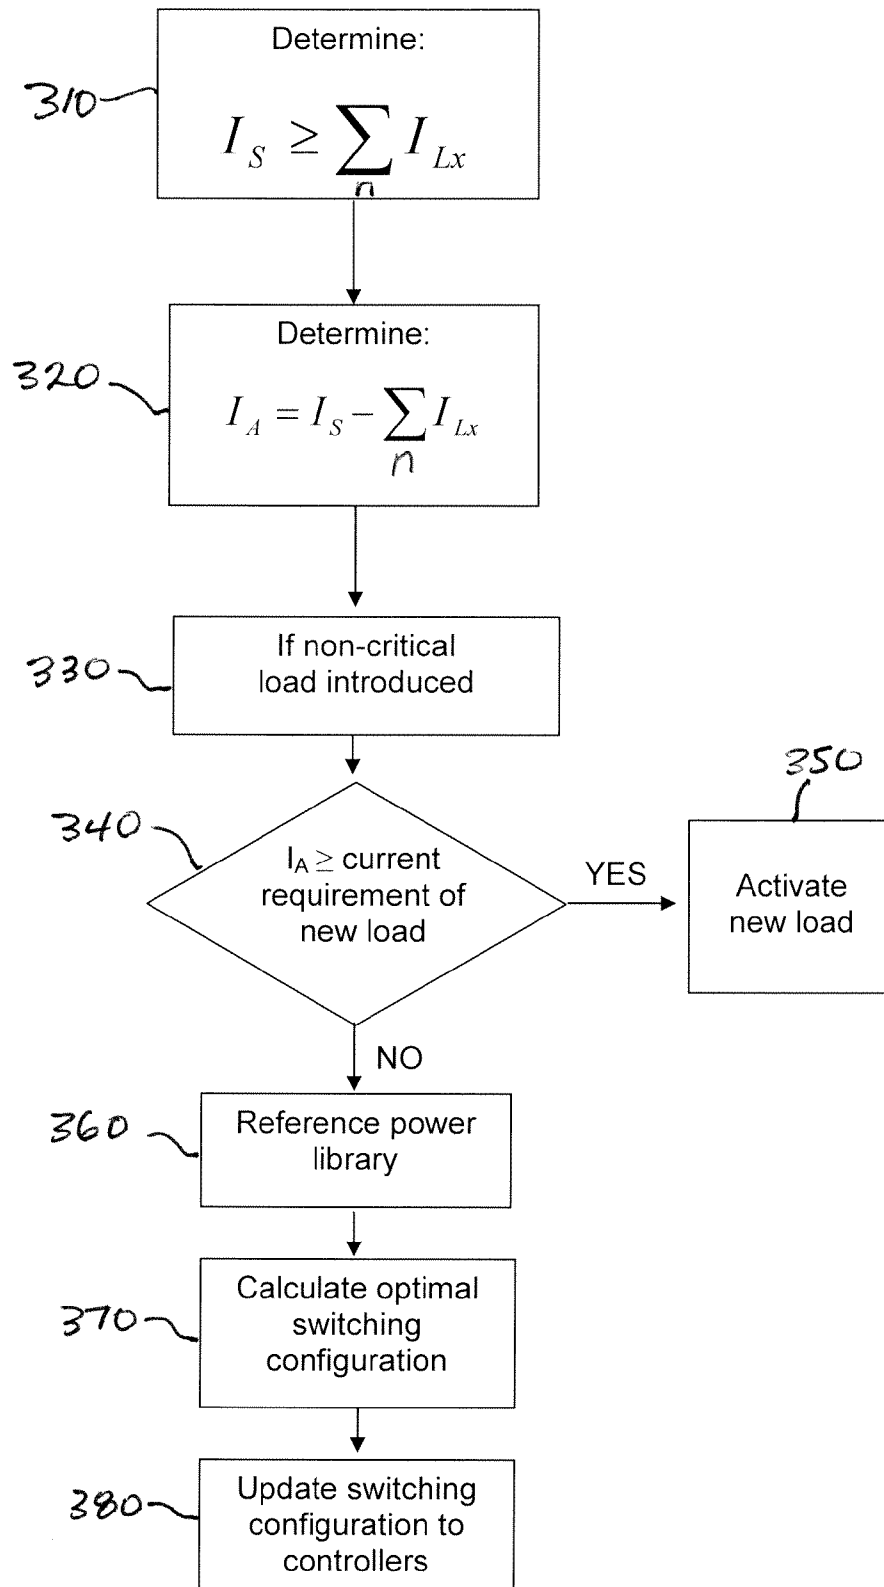 Determine:
310
I_S ≥ ∑_n I_Lx
Determine:
320
I_A = I_S − ∑_n I_Lx
If non-critical
load introduced
330
350
340
I_A ≥ current
requirement of
new load
YES
Activate
new load
NO
360
Reference power
library
Calculate optimal
370
switching
configuration
380
Update switching
configuration to
controllers